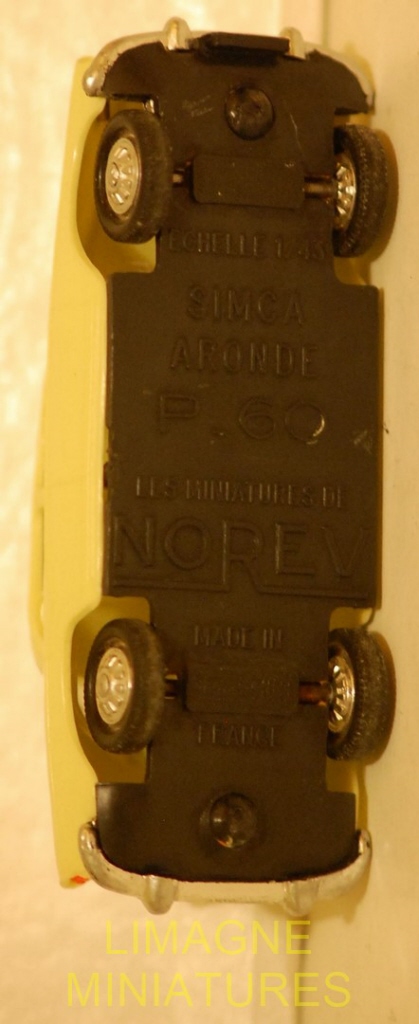 ECHELLE 1/43
SIMCA
ARONDE
P.60
LES MINIATURES DE
NOREV
MADE IN
FRANCE
LIMAGNE
MINIATURES